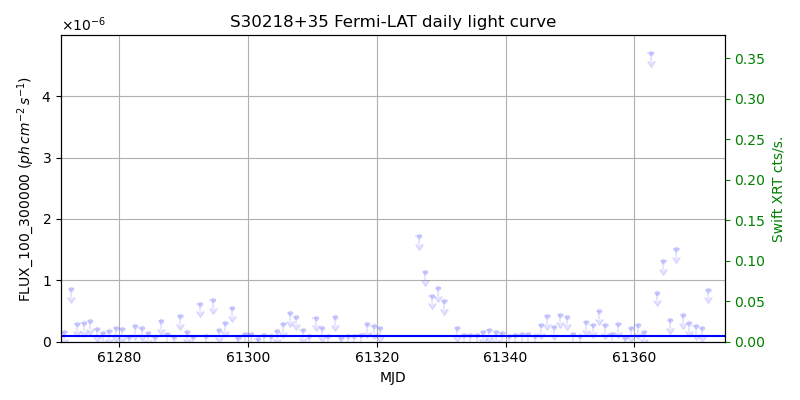 S30218+35 Fermi-LAT daily light curve
×10⁻⁶
FLUX_100_300000 (ph cm⁻² s⁻¹)
4
3
2
1
0
0.35
0.30
0.25
0.20
0.15
0.10
0.05
0.00
Swift XRT cts/s.
61280 61300 61320 61340 61360
MJD